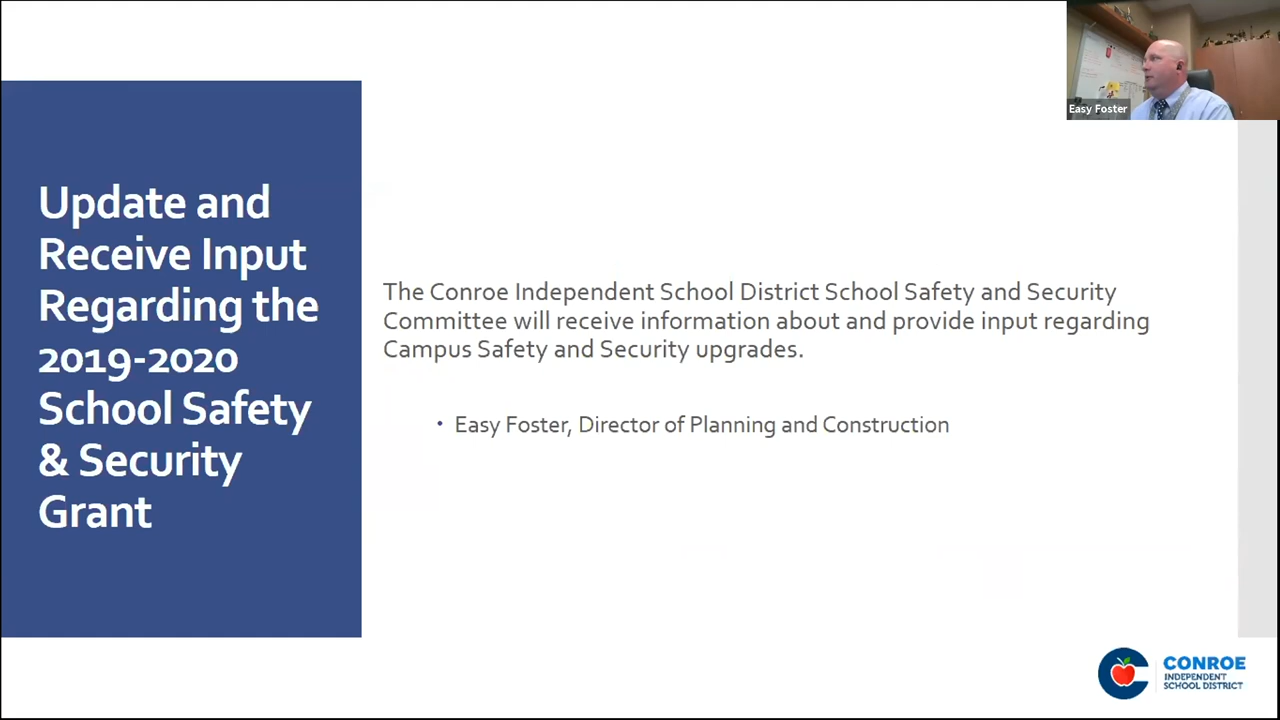 Easy Foster
Update and
Receive Input
Regarding the
2019-2020
School Safety
& Security
Grant
The Conroe Independent School District School Safety and Security
Committee will receive information about and provide input regarding
Campus Safety and Security upgrades.
• Easy Foster, Director of Planning and Construction
CONROE
INDEPENDENT
SCHOOL DISTRICT